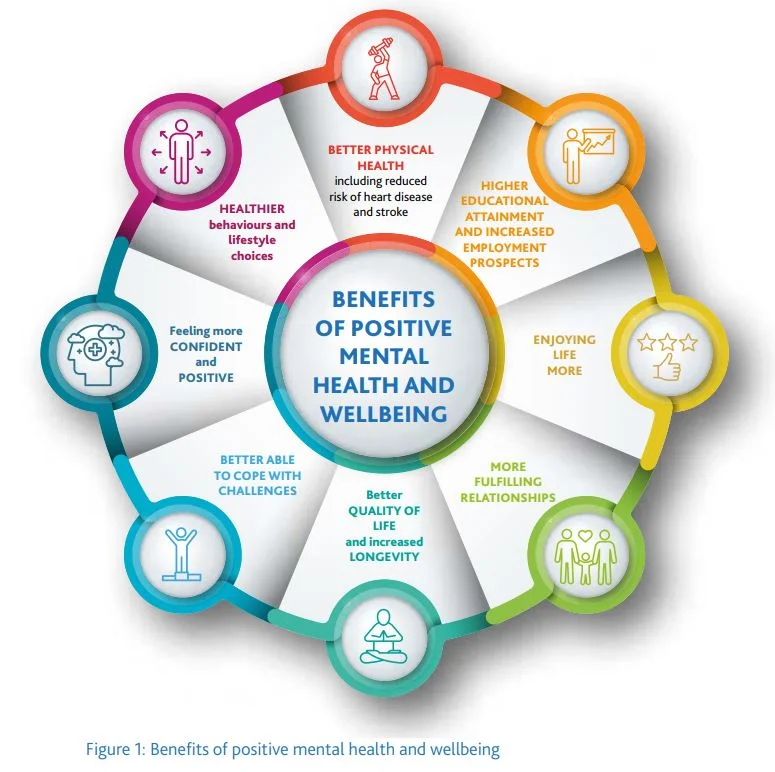 BETTER PHYSICAL
HEALTH
including reduced
risk of heart disease
and stroke
HIGHER
EDUCATIONAL
ATTAINMENT
AND INCREASED
EMPLOYMENT
PROSPECTS
ENJOYING
LIFE
MORE
MORE
FULFILLING
RELATIONSHIPS
Better
QUALITY OF
LIFE
and increased
LONGEVITY
BETTER ABLE
TO COPE WITH
CHALLENGES
Feeling more
CONFIDENT
and
POSITIVE
HEALTHIER
behaviours and
lifestyle
choices
BENEFITS
OF POSITIVE
MENTAL
HEALTH AND
WELLBEING
Figure 1: Benefits of positive mental health and wellbeing